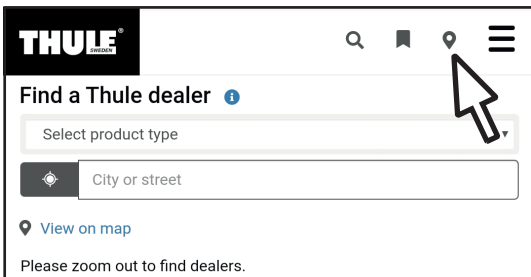 THULE®
SWEDEN
Find a Thule dealer
Select product type
City or street
View on map
Please zoom out to find dealers.